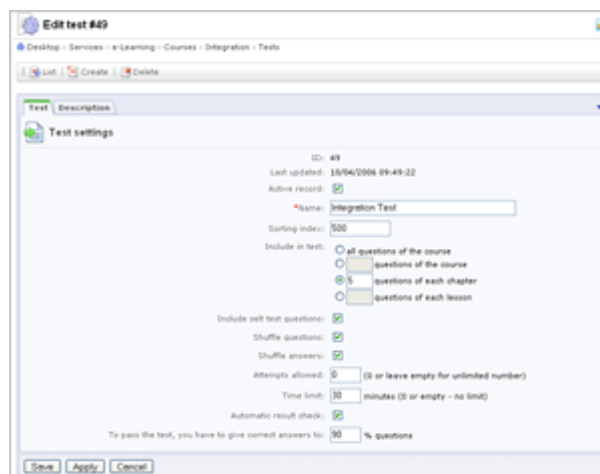 Edit test #49
Desktop - Services - e-Learning - Courses - Integration - Tests
List Create Delete
Test Description
Test settings
ID: 49
Last updated: 10/04/2006 09:49:22
Active record:
*Name: Integration Test
Sorting index: 500
Include in test: all questions of the course
questions of the course
5 questions of each chapter
questions of each lesson
Include self test questions:
Shuffle questions:
Shuffle answers:
Attempts allowed: 0 (0 or leave empty for unlimited number)
Time limit: 30 minutes (0 or empty - no limit)
Automatic result check:
To pass the test, you have to give correct answers to: 90 % questions
Save Apply Cancel